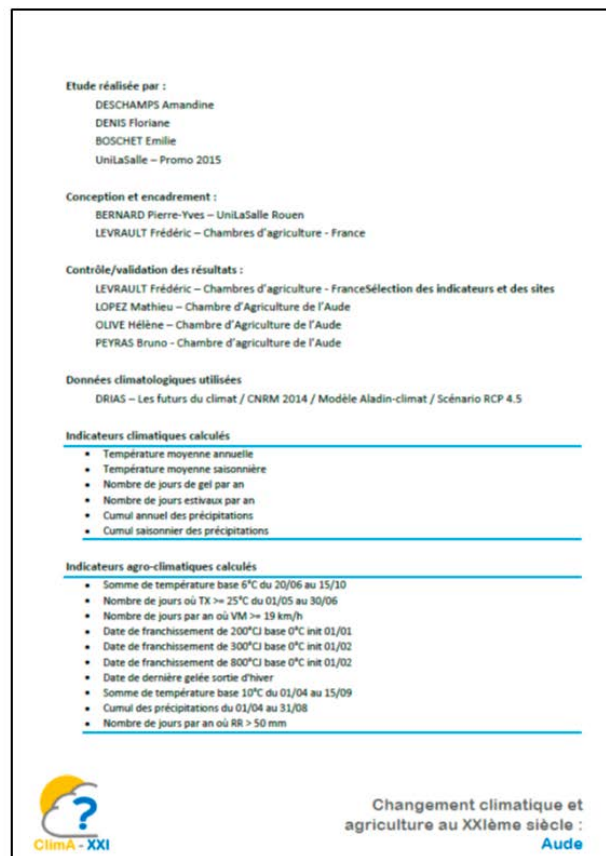 Etude réalisée par :
DESCHAMPS Amandine
DENIS Floriane
BOSCHET Emilie
UniLaSalle – Promo 2015
Conception et encadrement :
BERNARD Pierre-Yves – UniLaSalle Rouen
LEVRAULT Frédéric – Chambres d'agriculture - France
Contrôle/validation des résultats :
LEVRAULT Frédéric – Chambres d'agriculture - FranceSélection des indicateurs et des sites
LOPEZ Mathieu – Chambre d'Agriculture de l'Aude
OLIVE Hélène – Chambre d'Agriculture de l'Aude
PEYRAS Bruno - Chambre d'agriculture de l'Aude
Données climatologiques utilisées
DRIAS – Les futurs du climat / CNRM 2014 / Modèle Aladin-climat / Scénario RCP 4.5
Indicateurs climatiques calculés
• Température moyenne annuelle
• Température moyenne saisonnière
• Nombre de jours de gel par an
• Nombre de jours estivaux par an
• Cumul annuel des précipitations
• Cumul saisonnier des précipitations
Indicateurs agro-climatiques calculés
• Somme de température base 6°C du 20/06 au 15/10
• Nombre de jours où TX >= 25°C du 01/05 au 30/06
• Nombre de jours par an où VM >= 19 km/h
• Date de franchissement de 200°CJ base 0°C init 01/01
• Date de franchissement de 300°CJ base 0°C init 01/02
• Date de franchissement de 800°CJ base 0°C init 01/02
• Date de dernière gelée sortie d'hiver
• Somme de température base 10°C du 01/04 au 15/09
• Cumul des précipitations du 01/04 au 31/08
• Nombre de jours par an où RR > 50 mm
?
ClimA - XXI
Changement climatique et
agriculture au XXIème siècle :
Aude